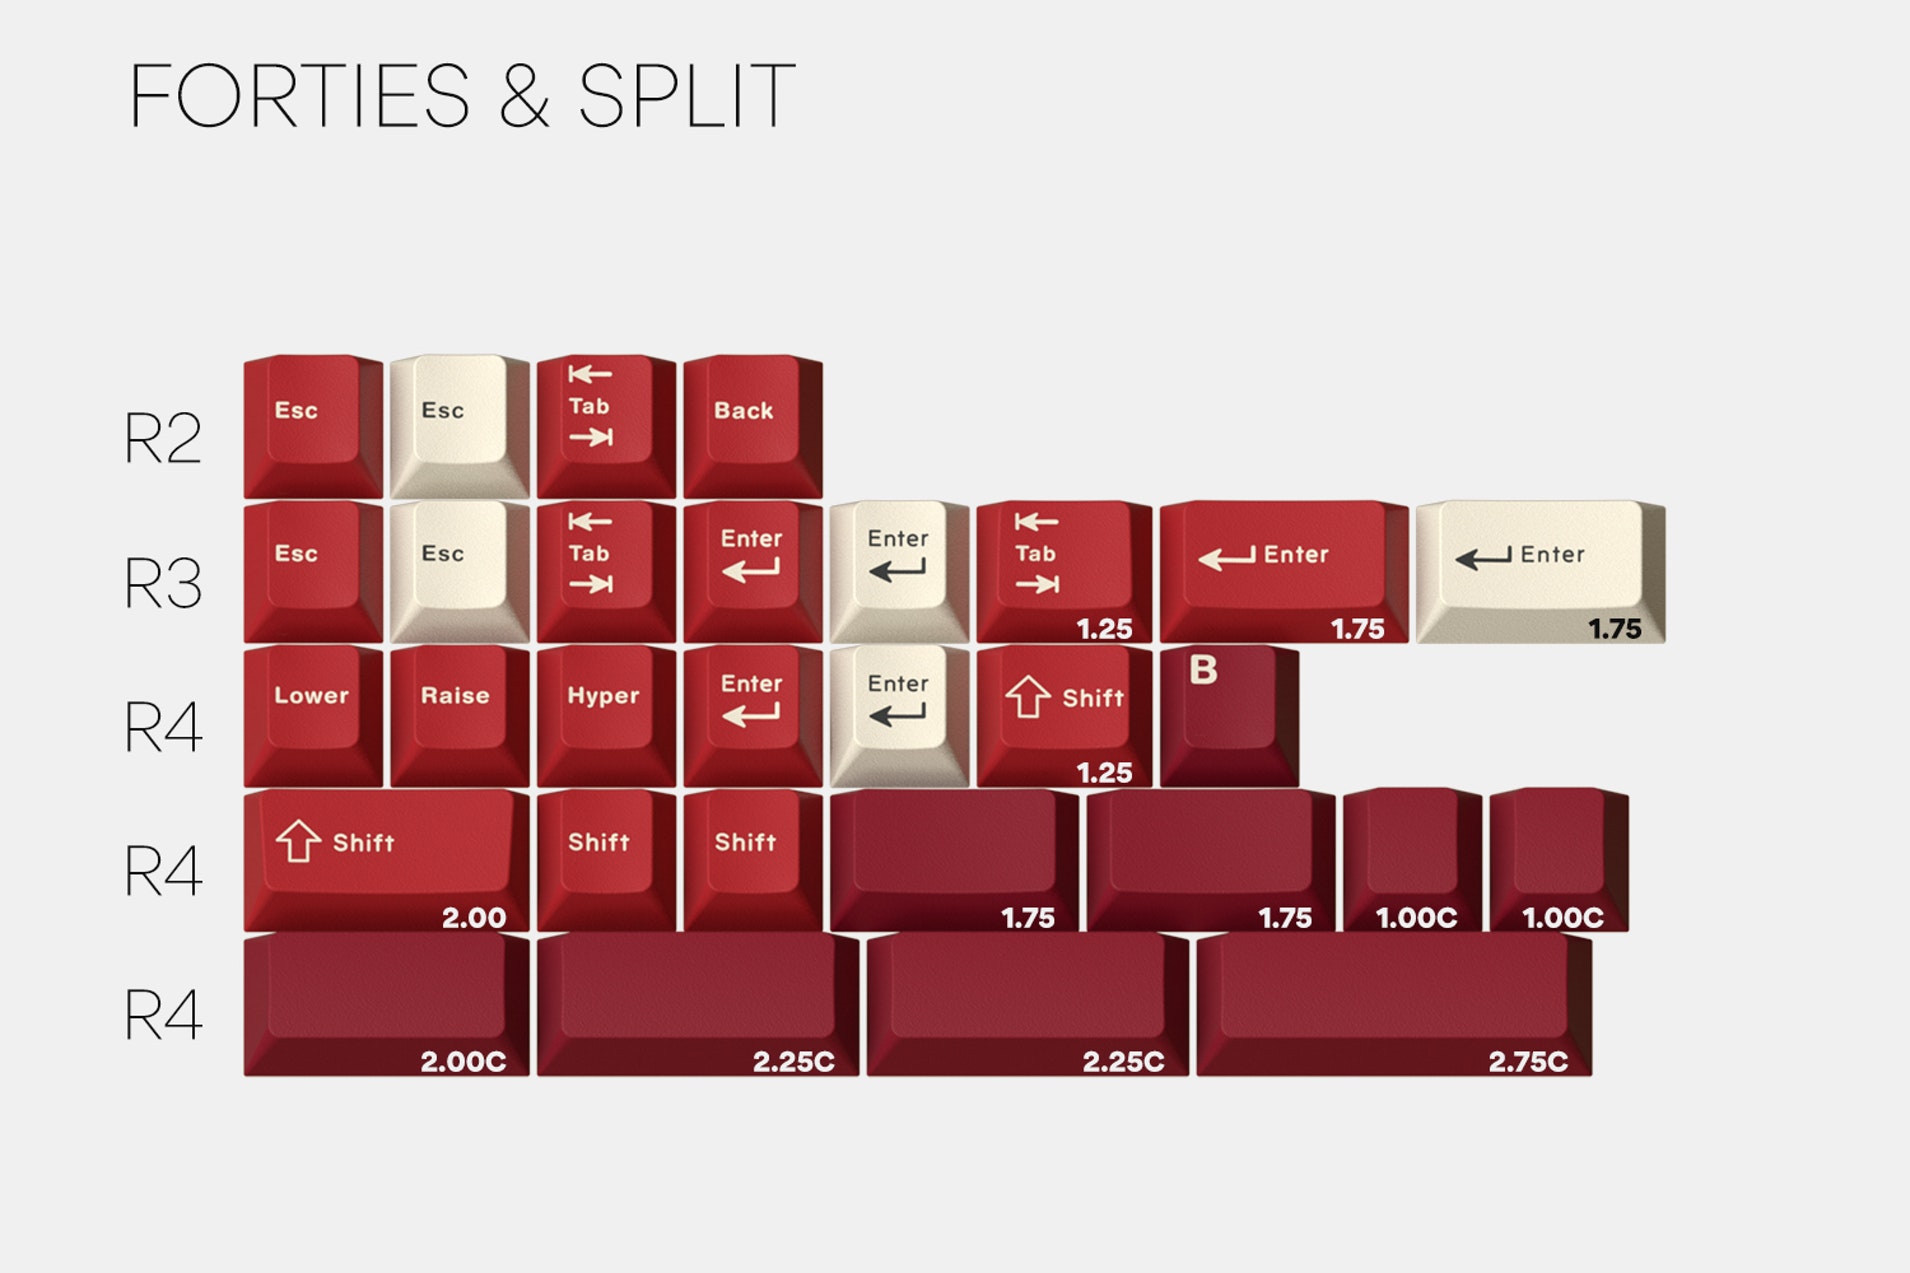 FORTIES & SPLIT
R2
Esc
Esc
Tab
Back
R3
Esc
Esc
Tab
Enter
Enter
Tab
1.25
Enter
1.75
Enter
1.75
R4
Lower
Raise
Hyper
Enter
Enter
Shift
1.25
B
R4
Shift
2.00
Shift
Shift
1.75
1.75
1.00C
1.00C
R4
2.00C
2.25C
2.25C
2.75C